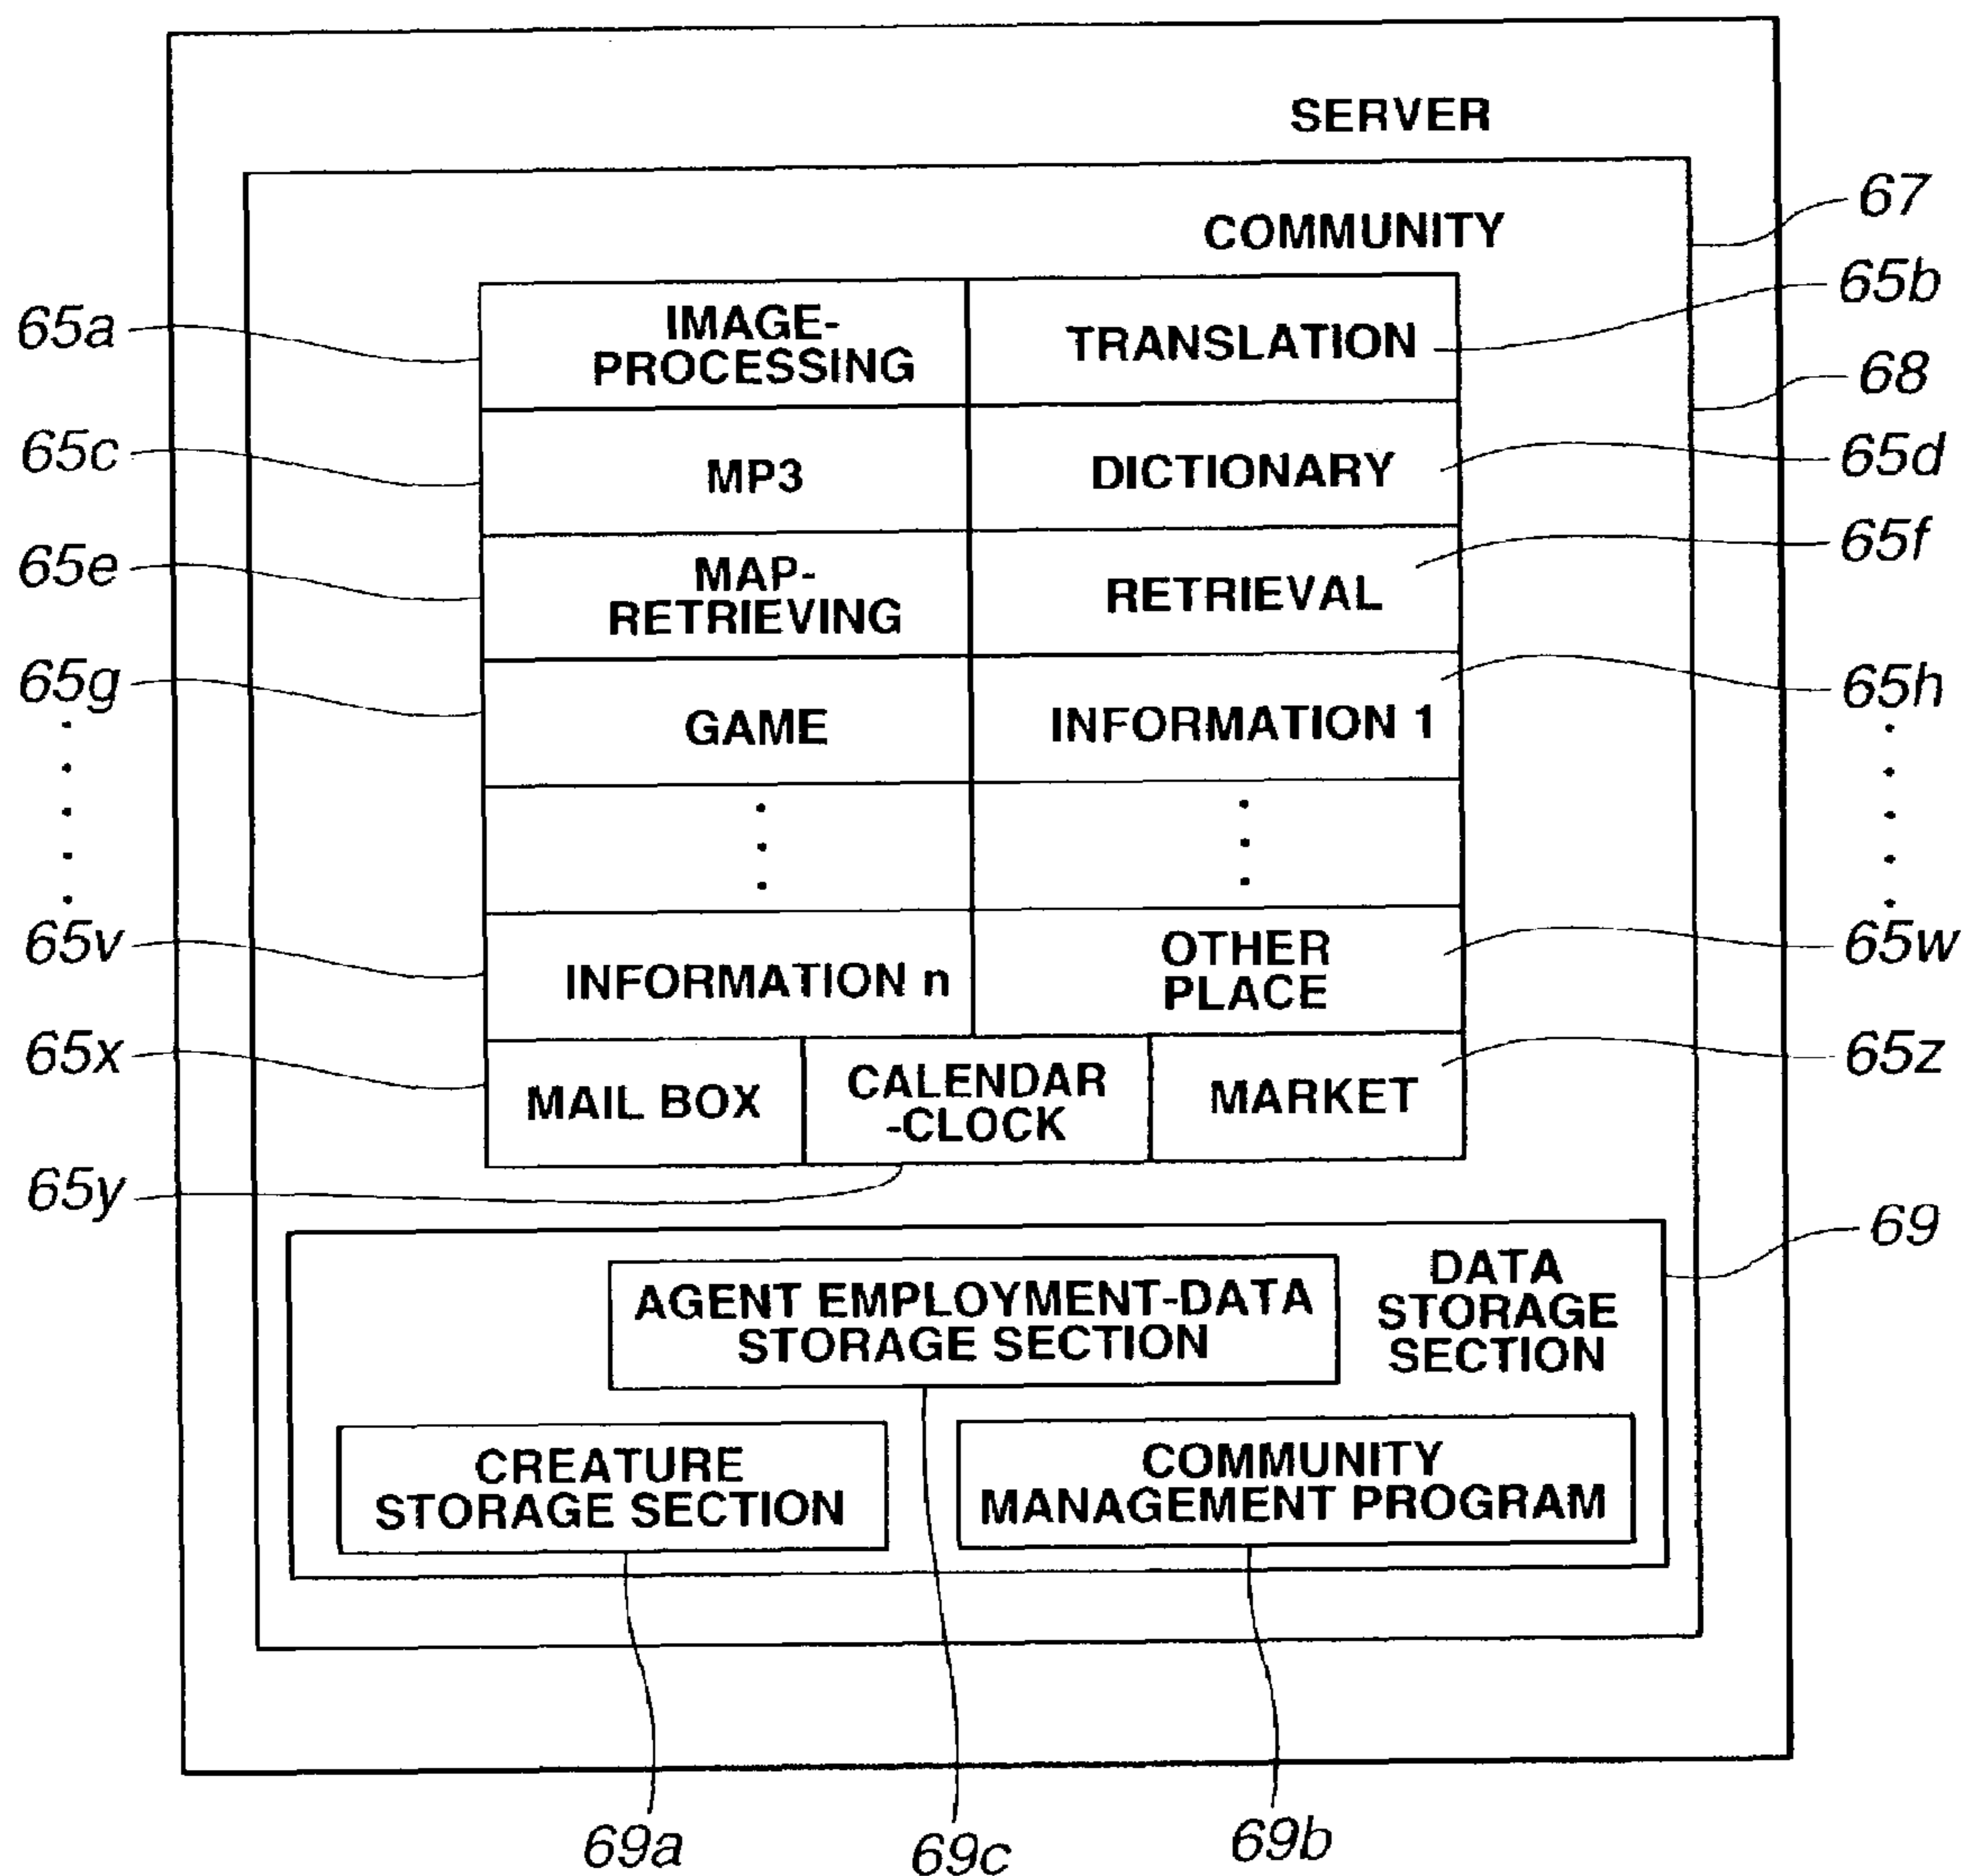 SERVER
COMMUNITY
67
65a
IMAGE-
PROCESSING
TRANSLATION
65b
68
65c
MP3
DICTIONARY
65d
65e
MAP-
RETRIEVING
RETRIEVAL
65f
65g
GAME
INFORMATION 1
65h
65v
INFORMATION n
OTHER
PLACE
65w
65x
MAIL BOX
CALENDAR
-CLOCK
MARKET
65z
65y
69
AGENT EMPLOYMENT-DATA
STORAGE SECTION
DATA
STORAGE
SECTION
CREATURE
STORAGE SECTION
COMMUNITY
MANAGEMENT PROGRAM
69a
69c
69b